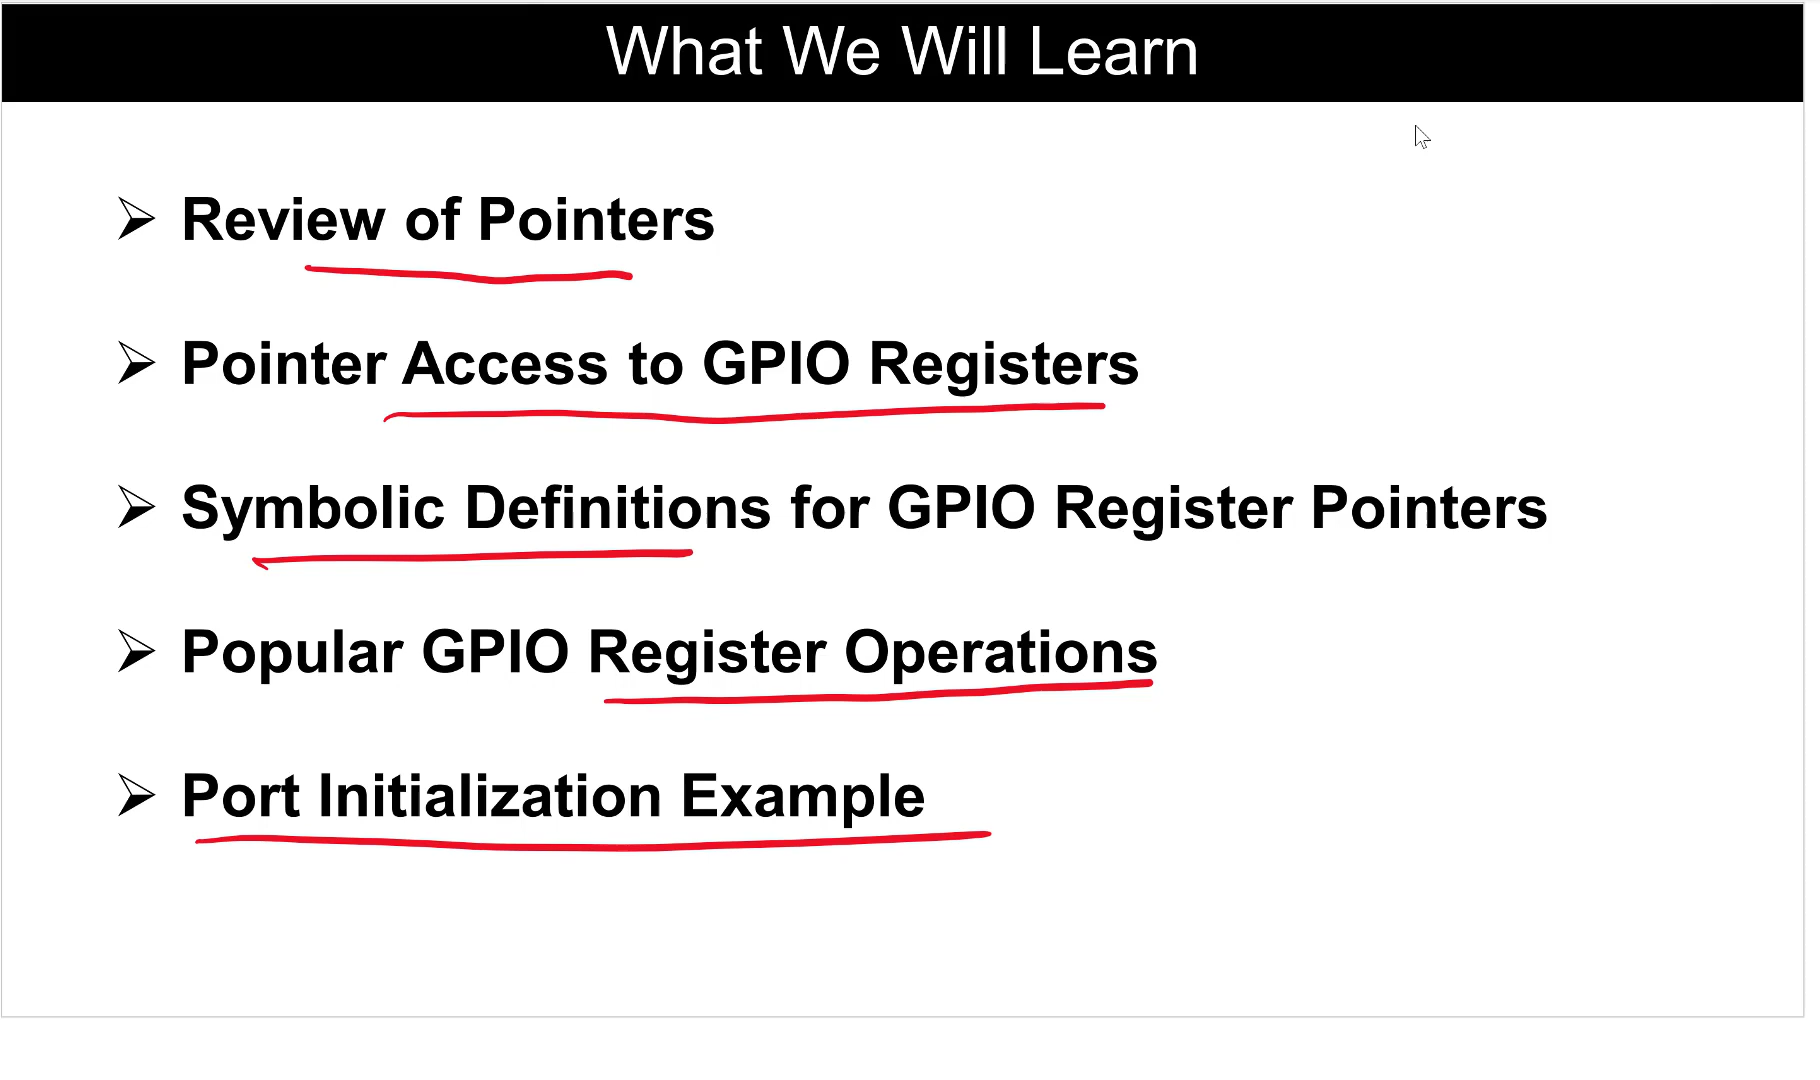 What We Will Learn
Review of Pointers
Pointer Access to GPIO Registers
Symbolic Definitions for GPIO Register Pointers
Popular GPIO Register Operations
Port Initialization Example